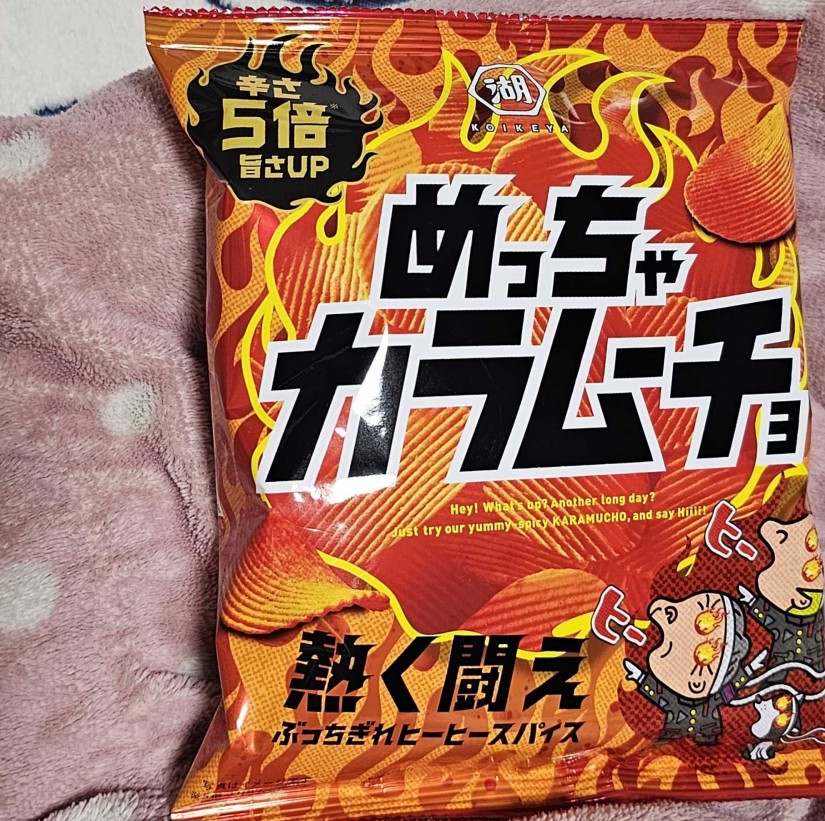 辛さ
5倍※
旨さUP
湖
KOIKEYA
めっちゃ
カラムーチョ
Hey! What's up? Another long day?
Just try our yummy-spicy KARAMUCHO, and say Hiiii!
ヒー
ヒー
熱く闘え
ぶっちぎれヒーヒースパイス